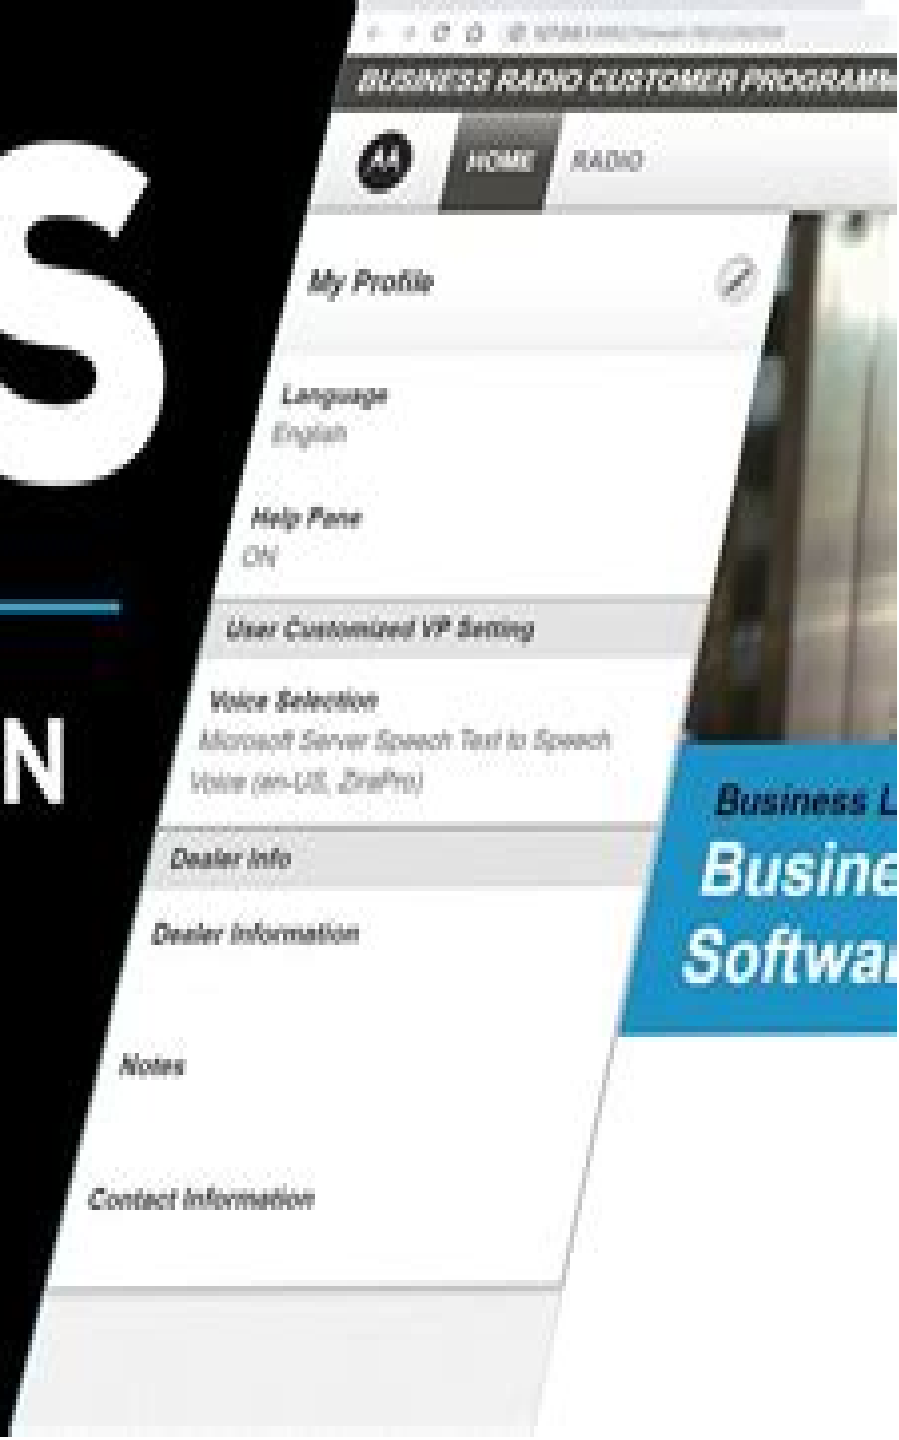 S
N
BUSINESS RADIO CUSTOMER PROGRAMM
HOME RADIO
My Profile
Language
English
Help Pane
ON
User Customized VP Setting
Voice Selection
Microsoft Server Speech Text to Speech
Voice (en-US, ZiraPro)
Dealer Info
Dealer Information
Notes
Contact Information
Business L
Busine
Softwar